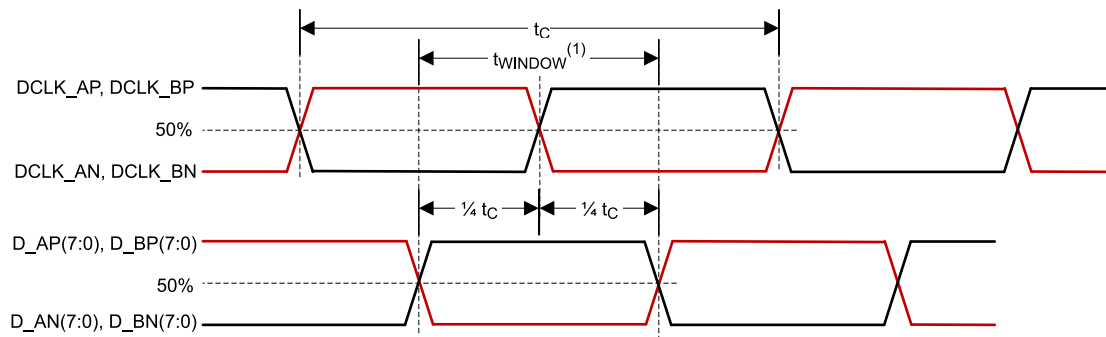 t_C
t_WINDOW^(1)
DCLK_AP, DCLK_BP
50%
DCLK_AN, DCLK_BN
¼ t_C
¼ t_C
D_AP(7:0), D_BP(7:0)
50%
D_AN(7:0), D_BN(7:0)